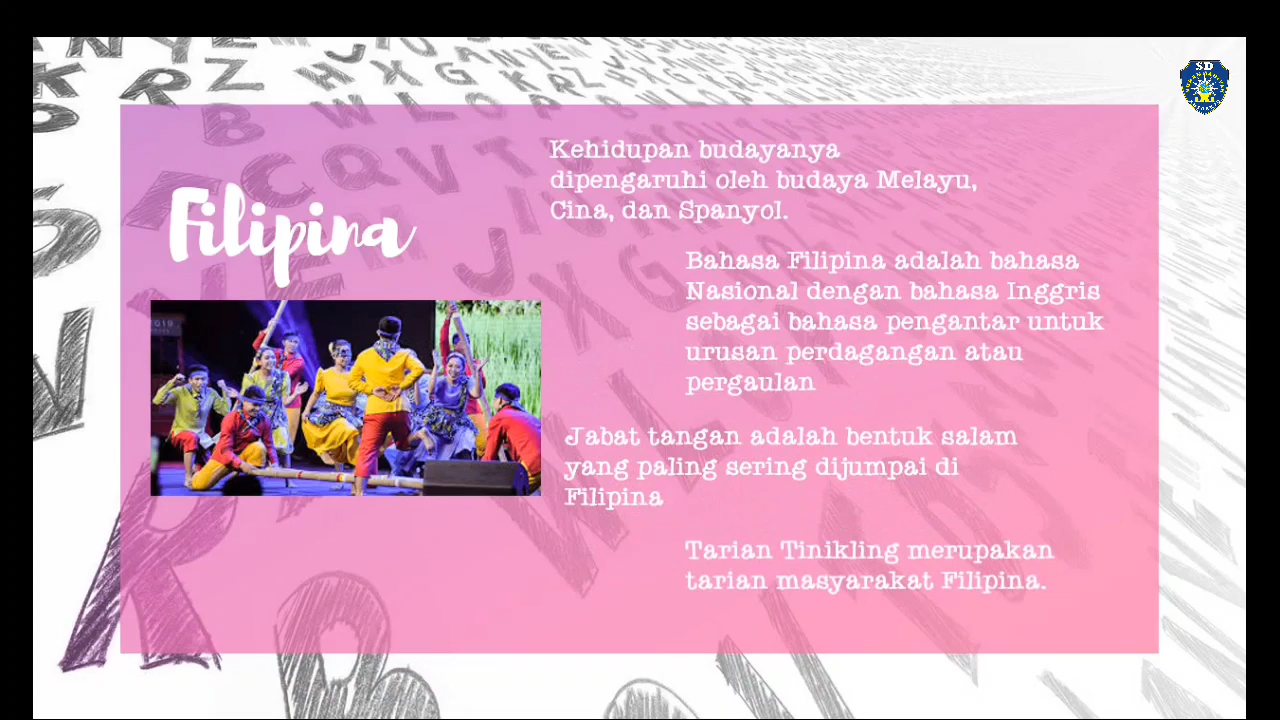 Filipina
Kehidupan budayanya
dipengaruhi oleh budaya Melayu,
Cina, dan Spanyol.
Bahasa Filipina adalah bahasa
Nasional dengan bahasa Inggris
sebagai bahasa pengantar untuk
urusan perdagangan atau
pergaulan
Jabat tangan adalah bentuk salam
yang paling sering dijumpai di
Filipina
Tarian Tinikling merupakan
tarian masyarakat Filipina.
SD